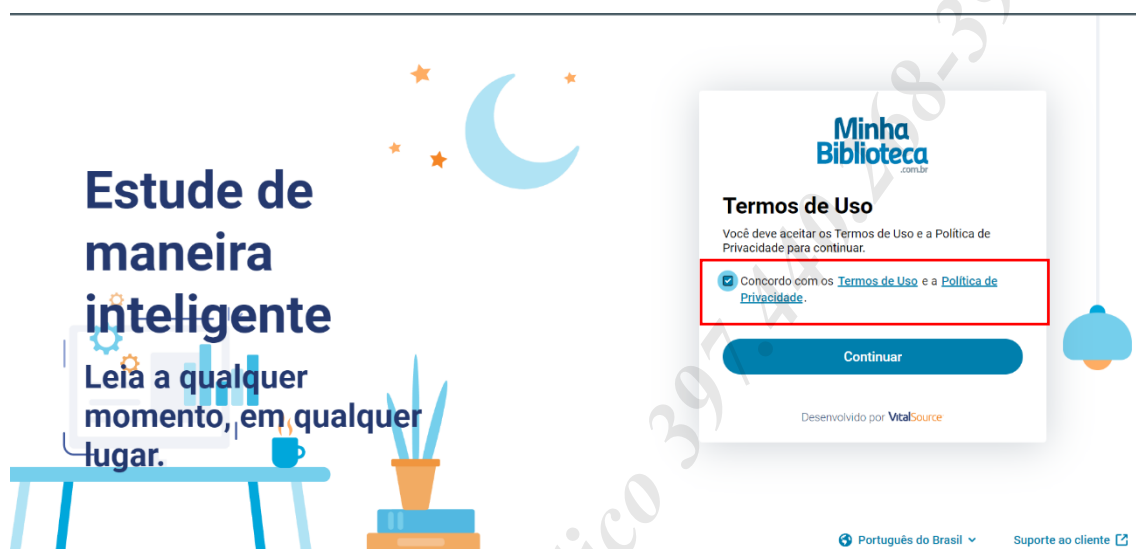 Estude de
maneira
inteligente
Leia a qualquer
momento, em qualquer
lugar.
Minha
Biblioteca
.com.br
Termos de Uso
Você deve aceitar os Termos de Uso e a Política de
Privacidade para continuar.
Concordo com os Termos de Uso e a Política de
Privacidade.
Continuar
Desenvolvido por VitalSource
Português do Brasil
Suporte ao cliente